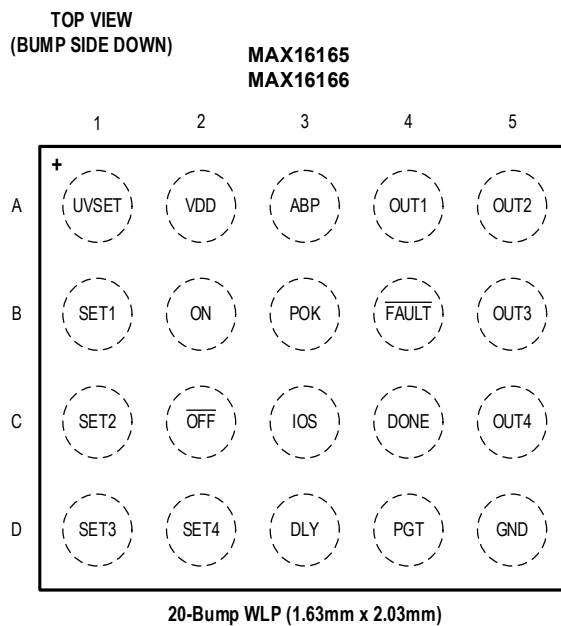 TOP VIEW
(BUMP SIDE DOWN)
MAX16165
MAX16166
1 2 3 4 5
+
A UVSET VDD ABP OUT1 OUT2
B SET1 ON POK FAULT OUT3
C SET2 OFF IOS DONE OUT4
D SET3 SET4 DLY PGT GND
20-Bump WLP (1.63mm x 2.03mm)